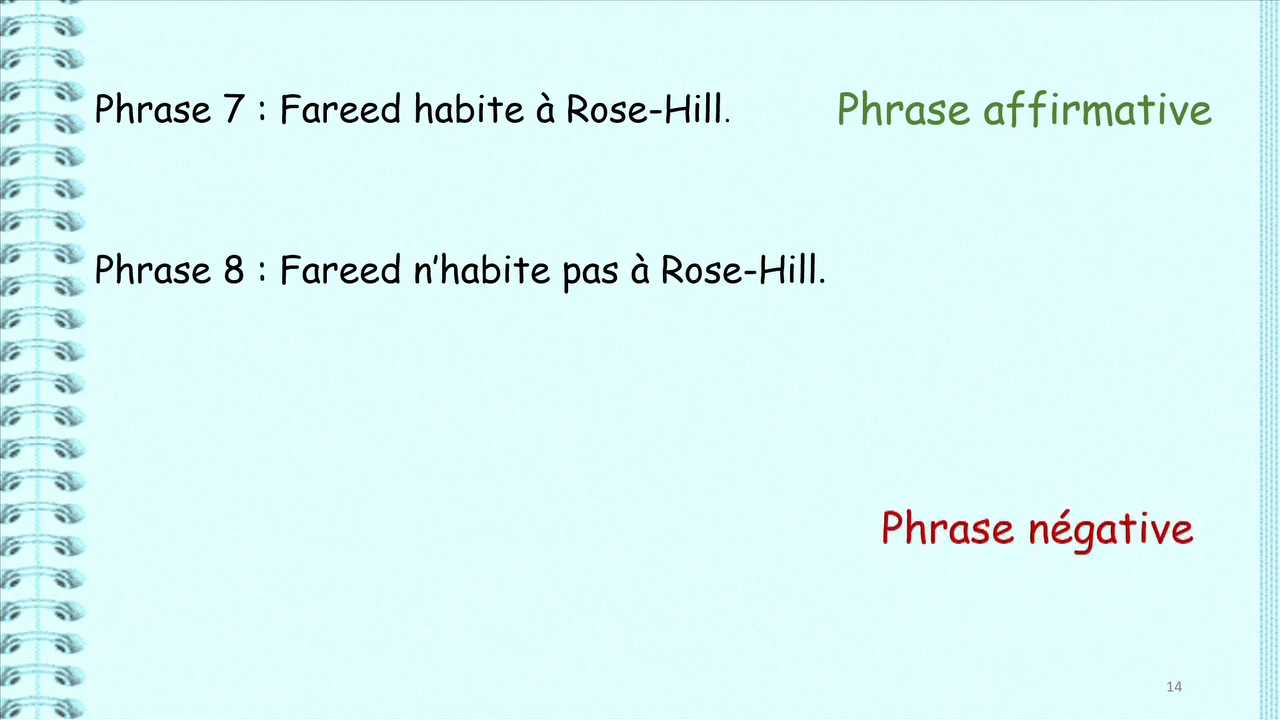 Phrase 7 : Fareed habite à Rose-Hill. Phrase affirmative
Phrase 8 : Fareed n’habite pas à Rose-Hill.
Phrase négative
14